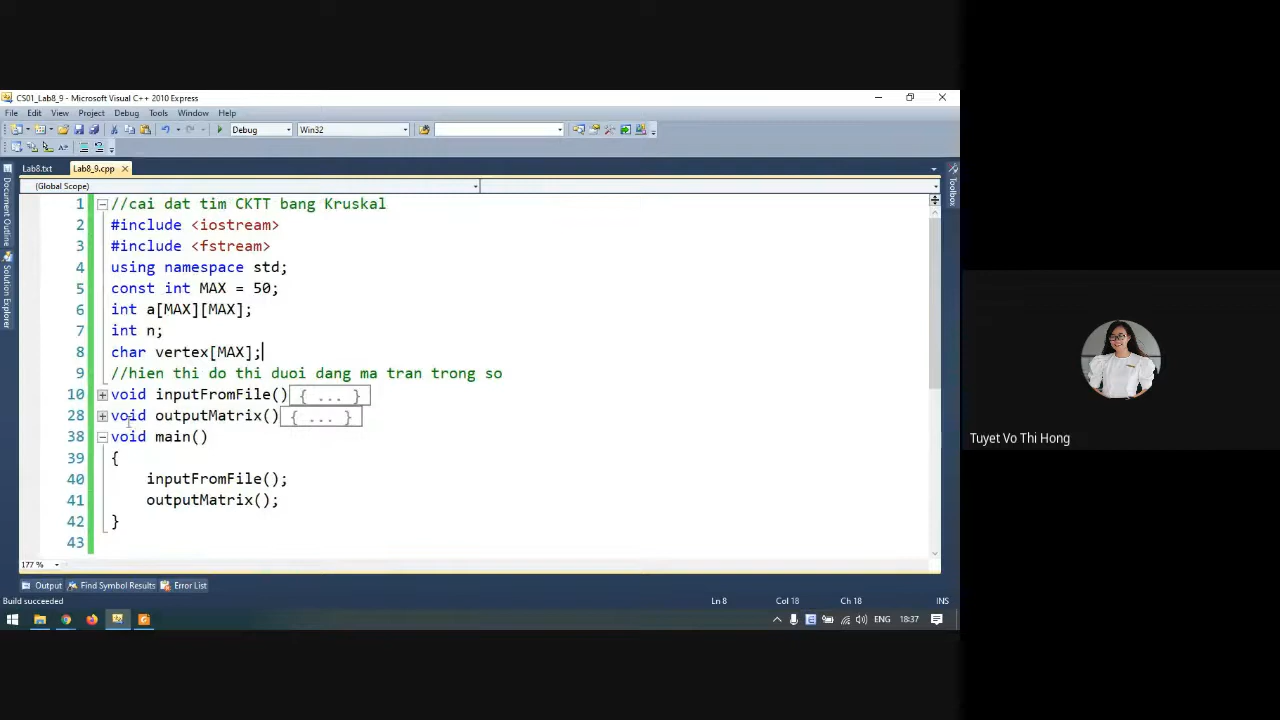 CS01_Lab8_9 - Microsoft Visual C++ 2010 Express
File Edit View Project Debug Tools Window Help
Debug Win32
Lab8.txt Lab8_9.cpp
(Global Scope)
Document Outline
Solution Explorer
Toolbox
1 //cai dat tim CKTT bang Kruskal
2 #include <iostream>
3 #include <fstream>
4 using namespace std;
5 const int MAX = 50;
6 int a[MAX][MAX];
7 int n;
8 char vertex[MAX];
9 //hien thi do thi duoi dang ma tran trong so
10 void inputFromFile(){ ... }
28 void outputMatrix(){ ... }
38 void main()
39 {
40 inputFromFile();
41 outputMatrix();
42 }
43
177 %
Output Find Symbol Results Error List
Build succeeded Ln 8 Col 18 Ch 18 INS
ENG 18:37
Tuyet Vo Thi Hong